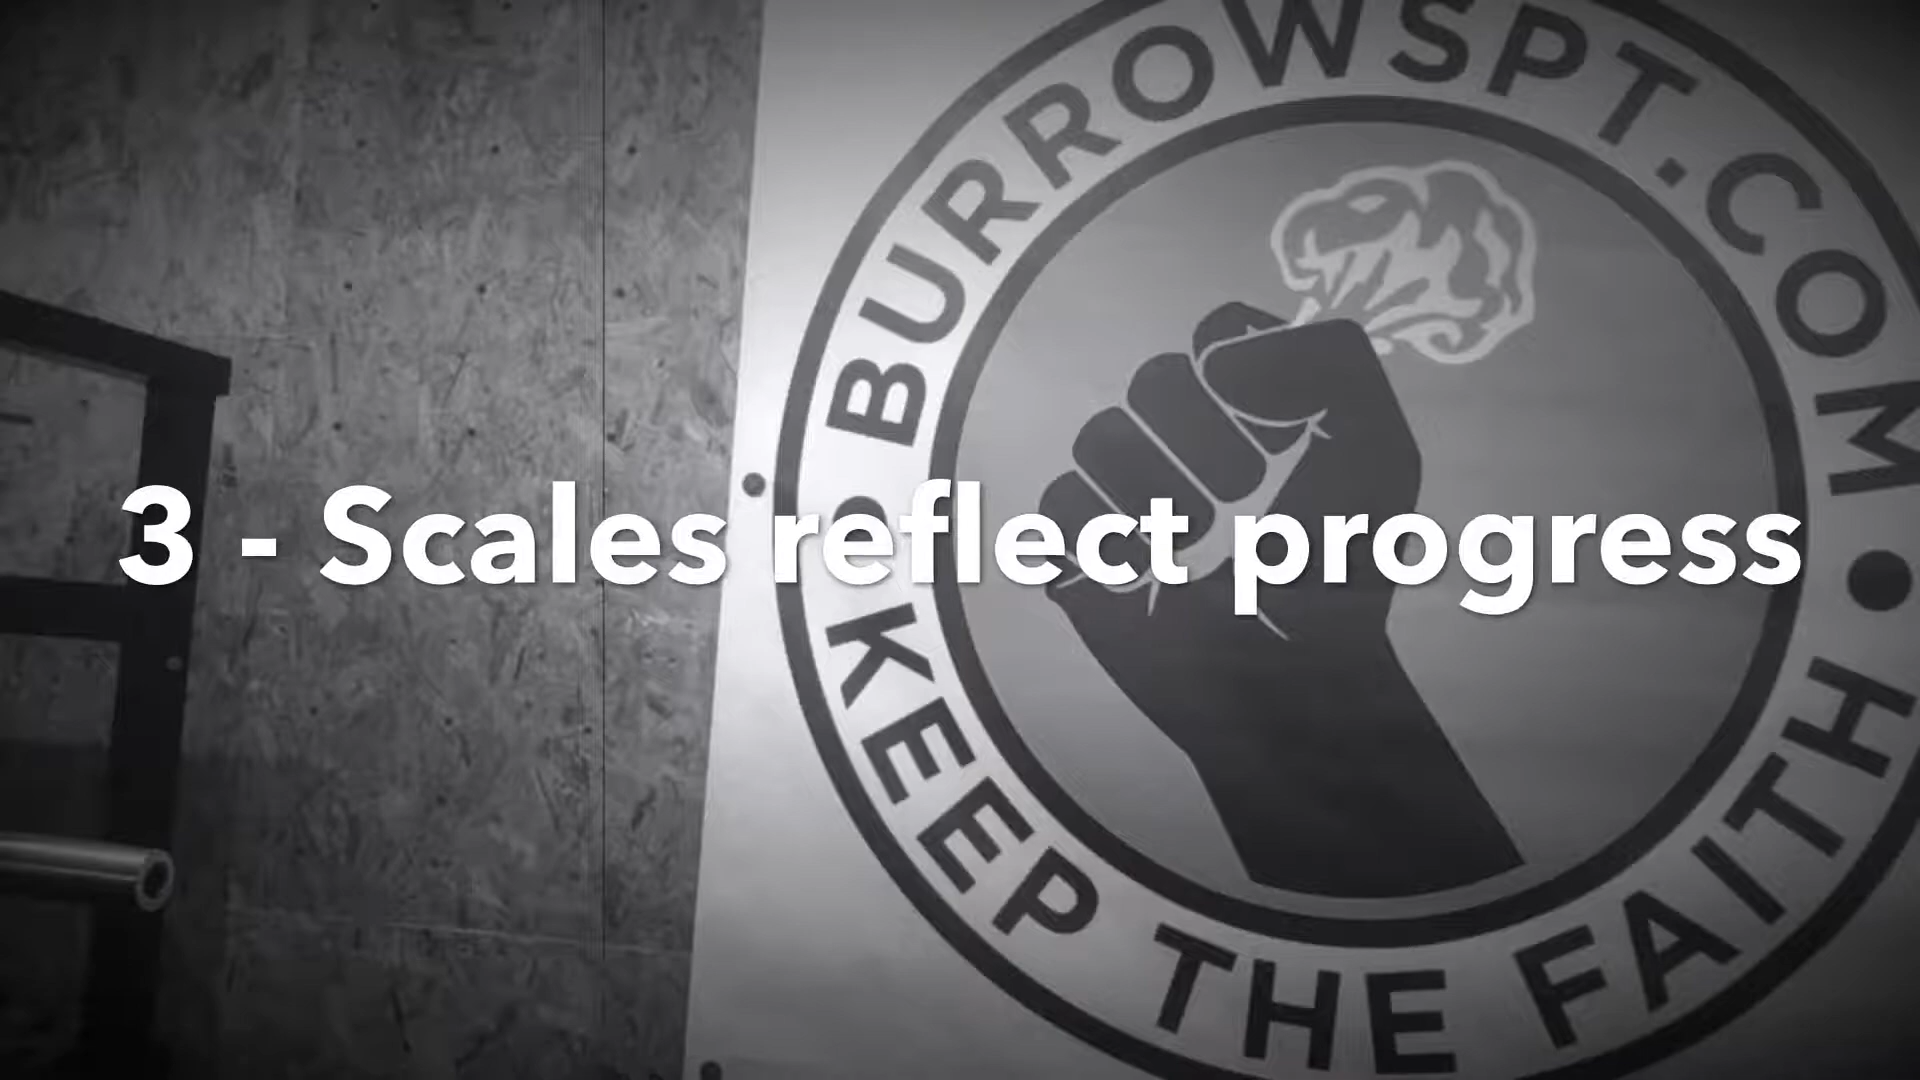 BURROWSPT.COM
3 - Scales reflect progress
• KEEP THE FAITH •